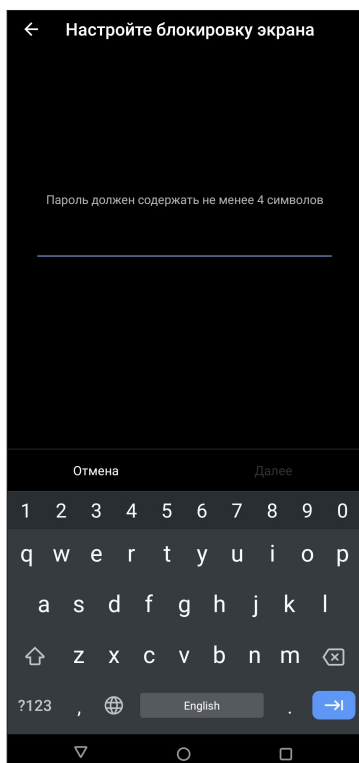 Настройте блокировку экрана
Пароль должен содержать не менее 4 символов
Отмена Далее
1 2 3 4 5 6 7 8 9 0
q w e r t y u i o p
a s d f g h j k l
z x c v b n m
?123 , English .